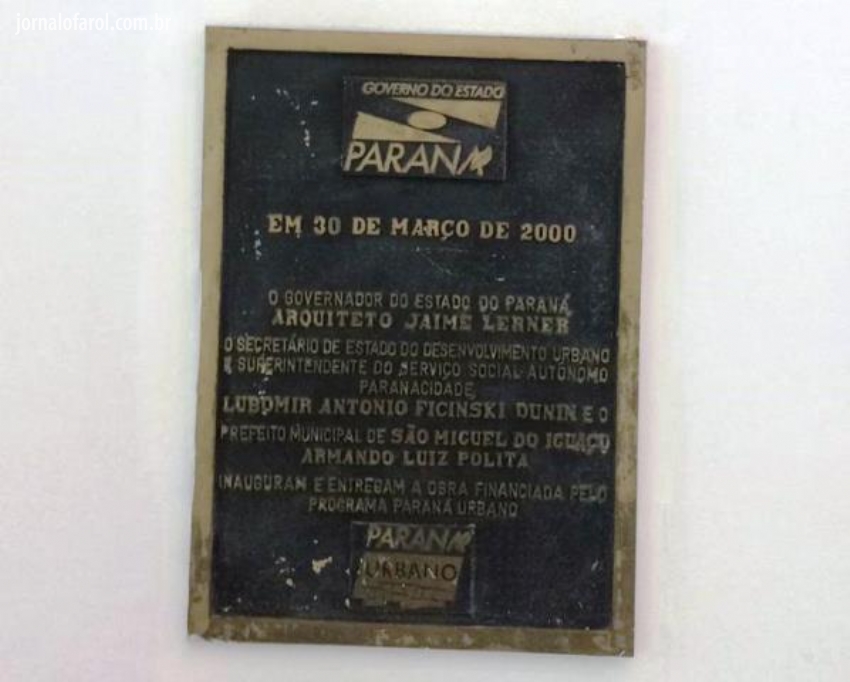 jornalofarol.com.br
GOVERNO DO ESTADO
PARANÁ
EM 30 DE MARÇO DE 2000
O GOVERNADOR DO ESTADO DO PARANÁ,
ARQUITETO JAIME LERNER
O SECRETÁRIO DE ESTADO DO DESENVOLVIMENTO URBANO
E SUPERINTENDENTE DO SERVIÇO SOCIAL AUTÔNOMO
PARANACIDADE,
LUBOMIR ANTONIO FICINSKI DUNIN E O
PREFEITO MUNICIPAL DE SÃO MIGUEL DO IGUAÇU
ARMANDO LUIZ POLITA
INAUGURAM E ENTREGAM A OBRA FINANCIADA PELO
PROGRAMA PARANÁ URBANO
PARANÁ
URBANO